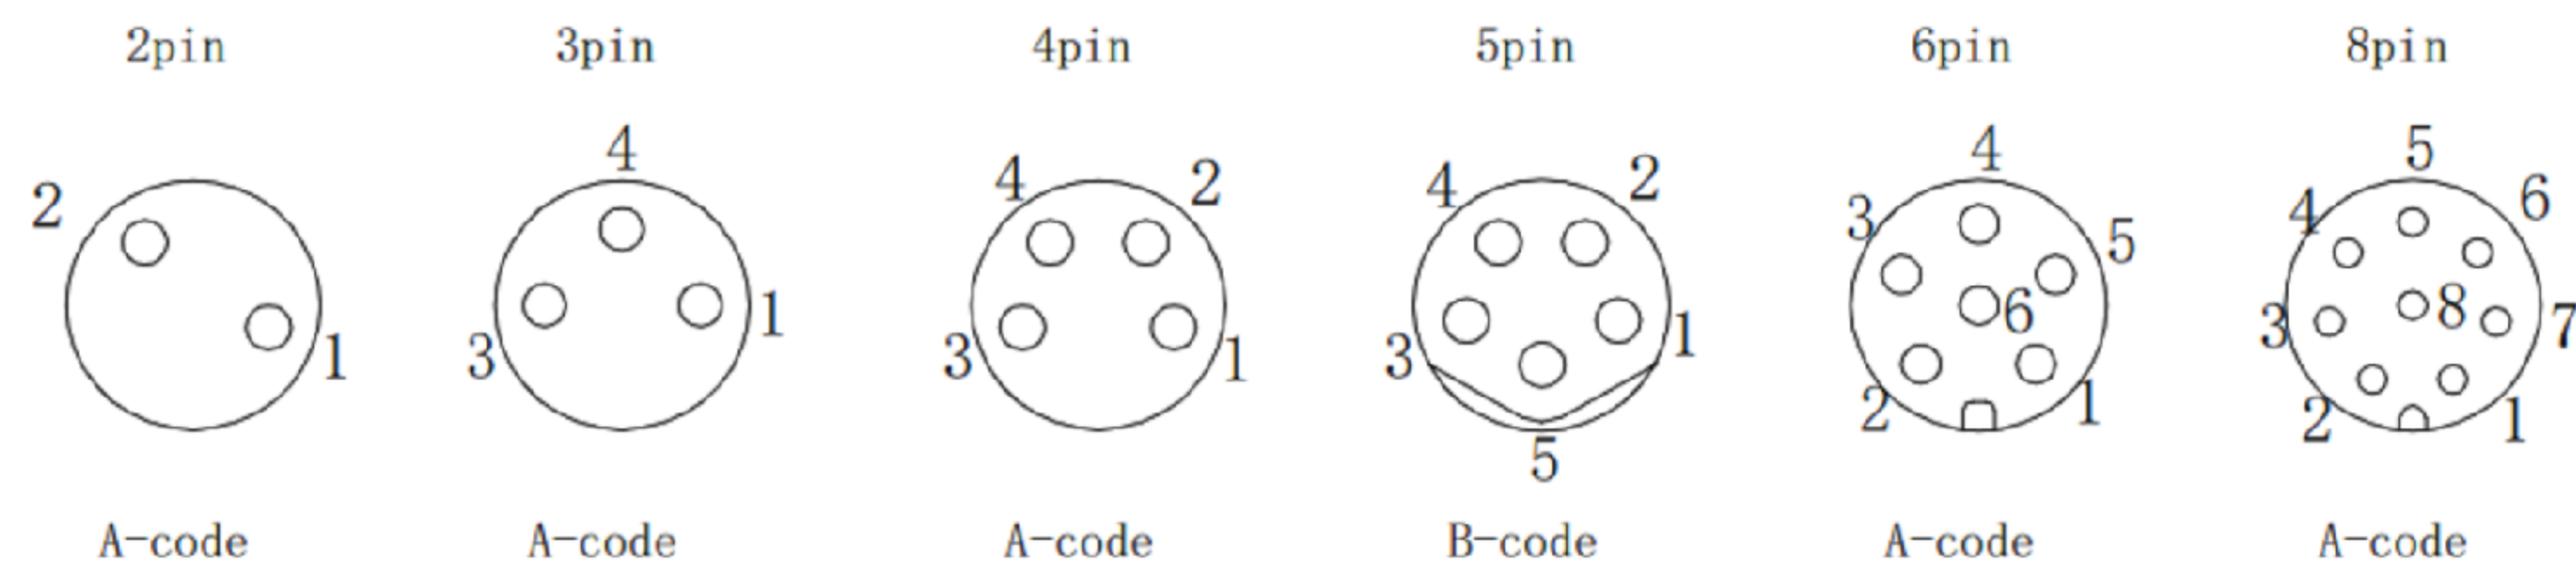 2pin 3pin 4pin 5pin 6pin 8pin
4 4 5
2 4 2 4 2 3 5 4 6
1 6 8
3 1 3 1 3 1 2 1 3 7
5 2 1
A-code A-code A-code B-code A-code A-code